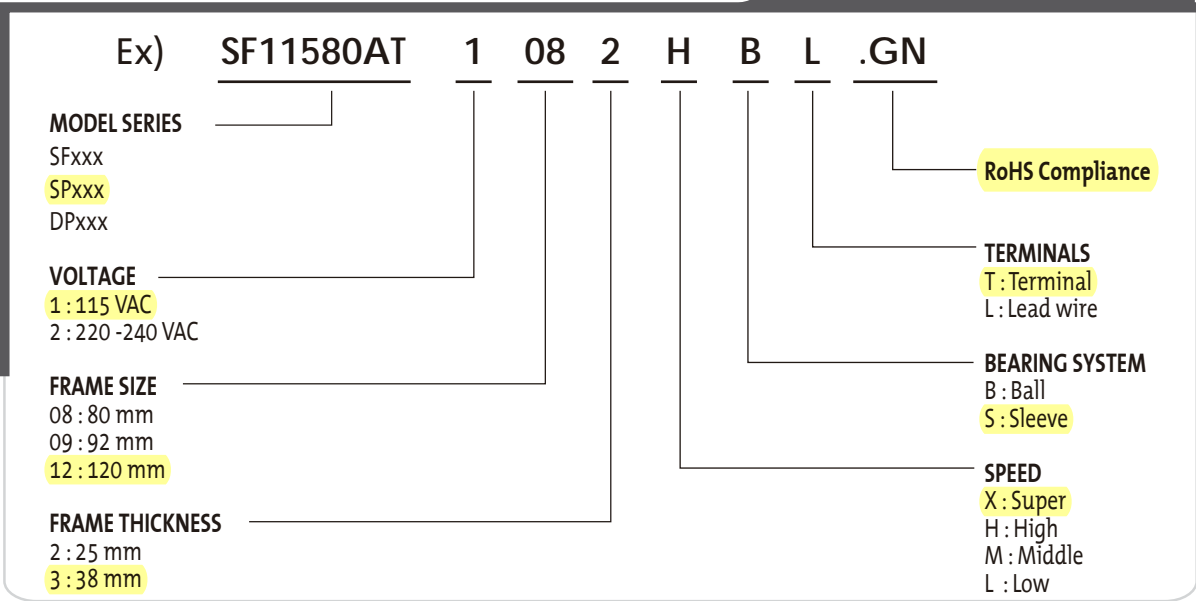 Ex) SF11580AT 1 08 2 H B L .GN
MODEL SERIES
SFxxx
SPxxx
DPxxx
VOLTAGE
1 : 115 VAC
2 : 220 -240 VAC
FRAME SIZE
08 : 80 mm
09 : 92 mm
12 : 120 mm
FRAME THICKNESS
2 : 25 mm
3 : 38 mm
RoHS Compliance
TERMINALS
T : Terminal
L : Lead wire
BEARING SYSTEM
B : Ball
S : Sleeve
SPEED
X : Super
H : High
M : Middle
L : Low